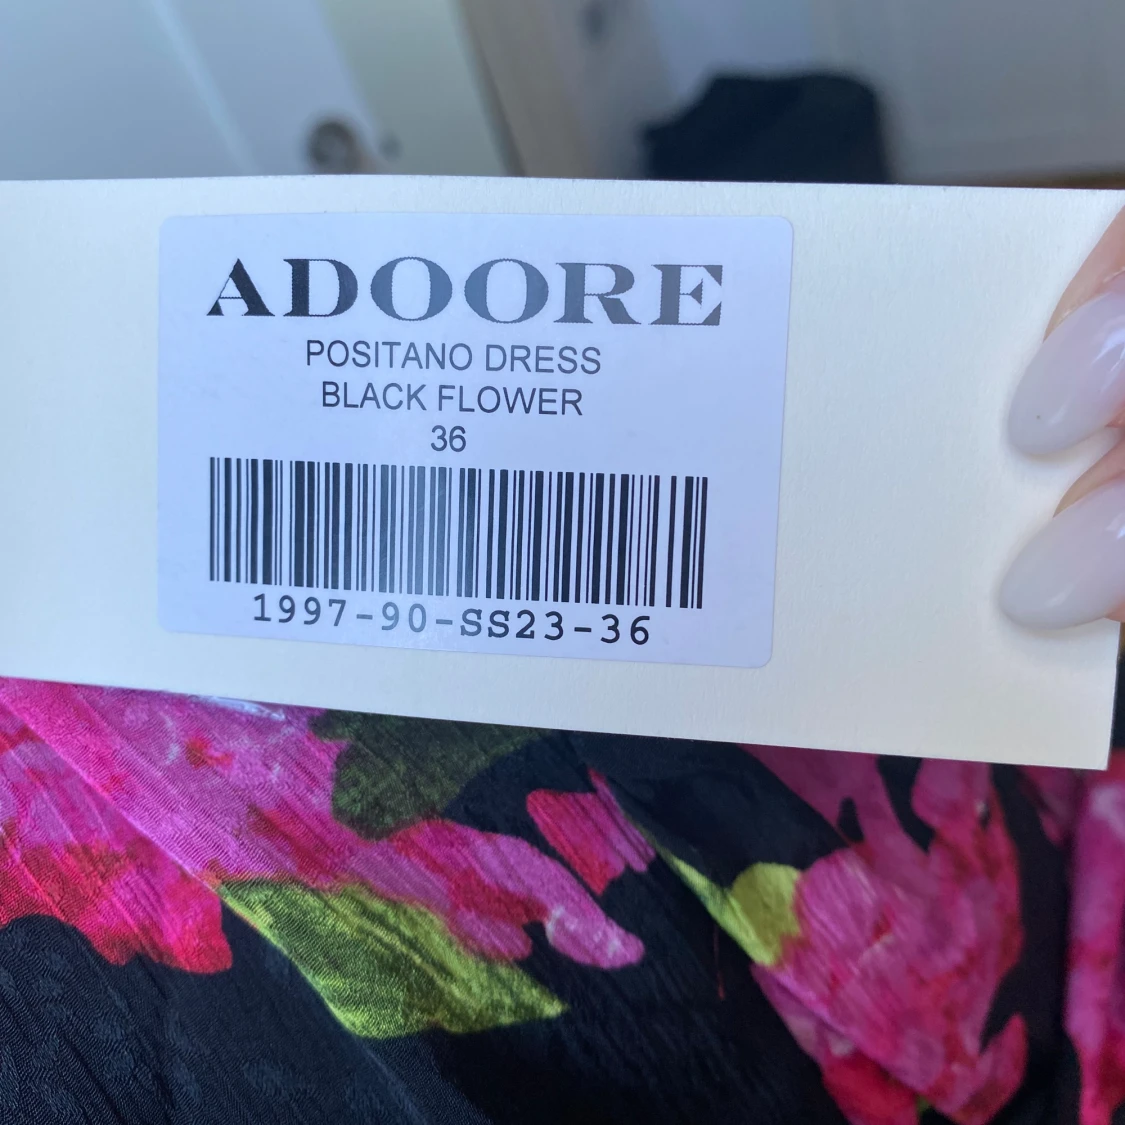 ADOORE
POSITANO DRESS
BLACK FLOWER
36
1997-90-SS23-36